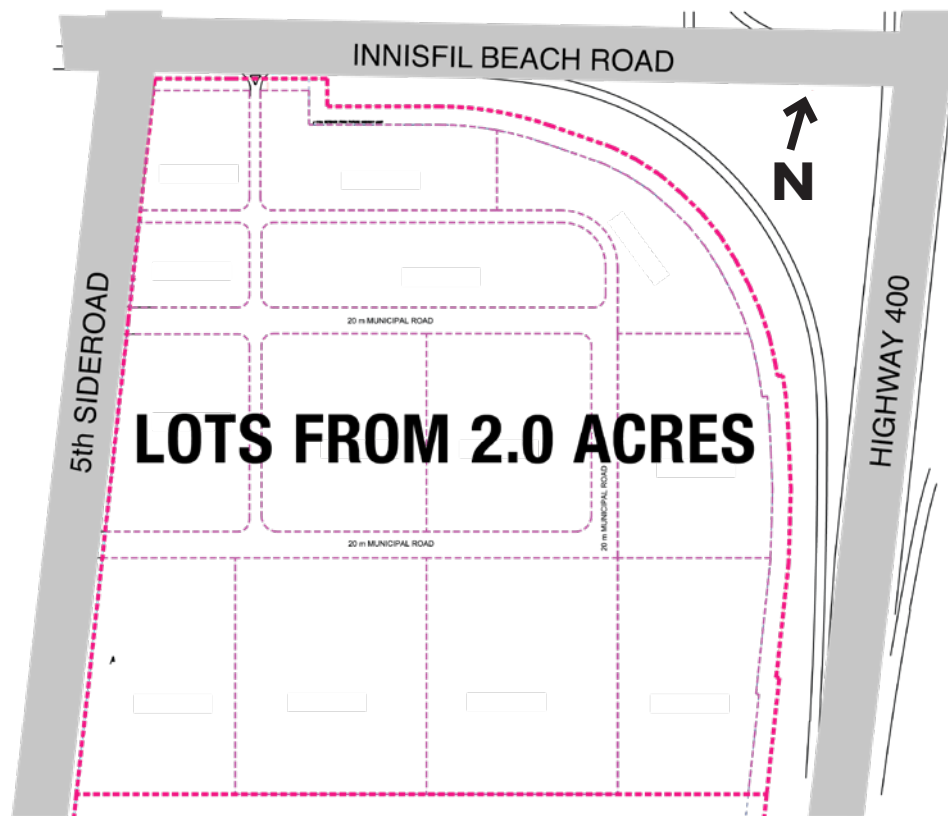 INNISFIL BEACH ROAD
N
5th SIDEROAD
HIGHWAY 400
20 m MUNICIPAL ROAD
LOTS FROM 2.0 ACRES
20 m MUNICIPAL ROAD
20 m MUNICIPAL ROAD